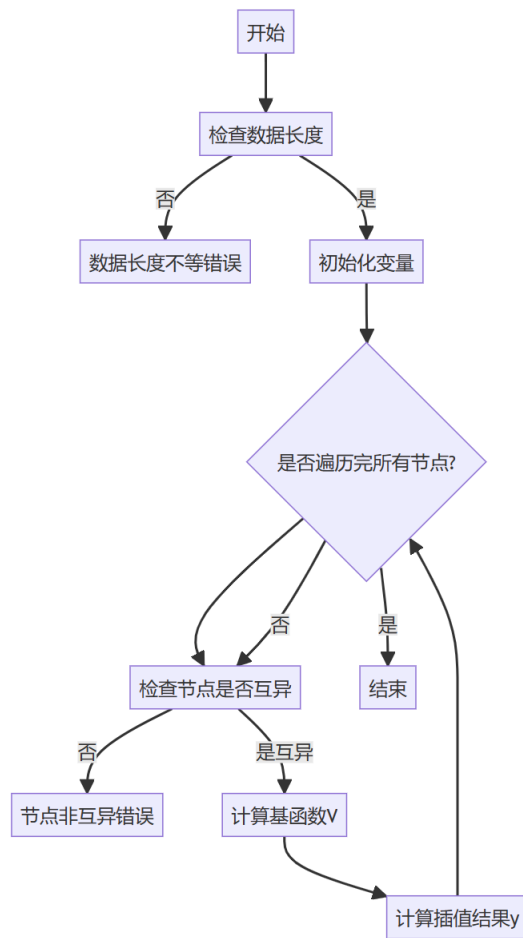 开始
检查数据长度
否
是
数据长度不等错误
初始化变量
是否遍历完所有节点?
否
是
检查节点是否互异
结束
否
是互异
节点非互异错误
计算基函数V
计算插值结果y